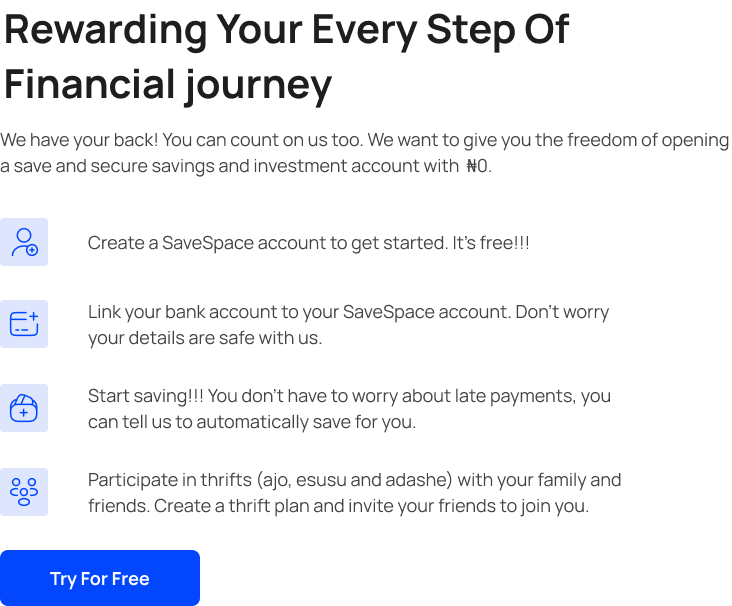 Rewarding Your Every Step Of
Financial journey
We have your back! You can count on us too. We want to give you the freedom of opening
a save and secure savings and investment account with ₦0.
Create a SaveSpace account to get started. It’s free!!!
Link your bank account to your SaveSpace account. Don’t worry
your details are safe with us.
Start saving!!! You don’t have to worry about late payments, you
can tell us to automatically save for you.
Participate in thrifts (ajo, esusu and adashe) with your family and
friends. Create a thrift plan and invite your friends to join you.
Try For Free